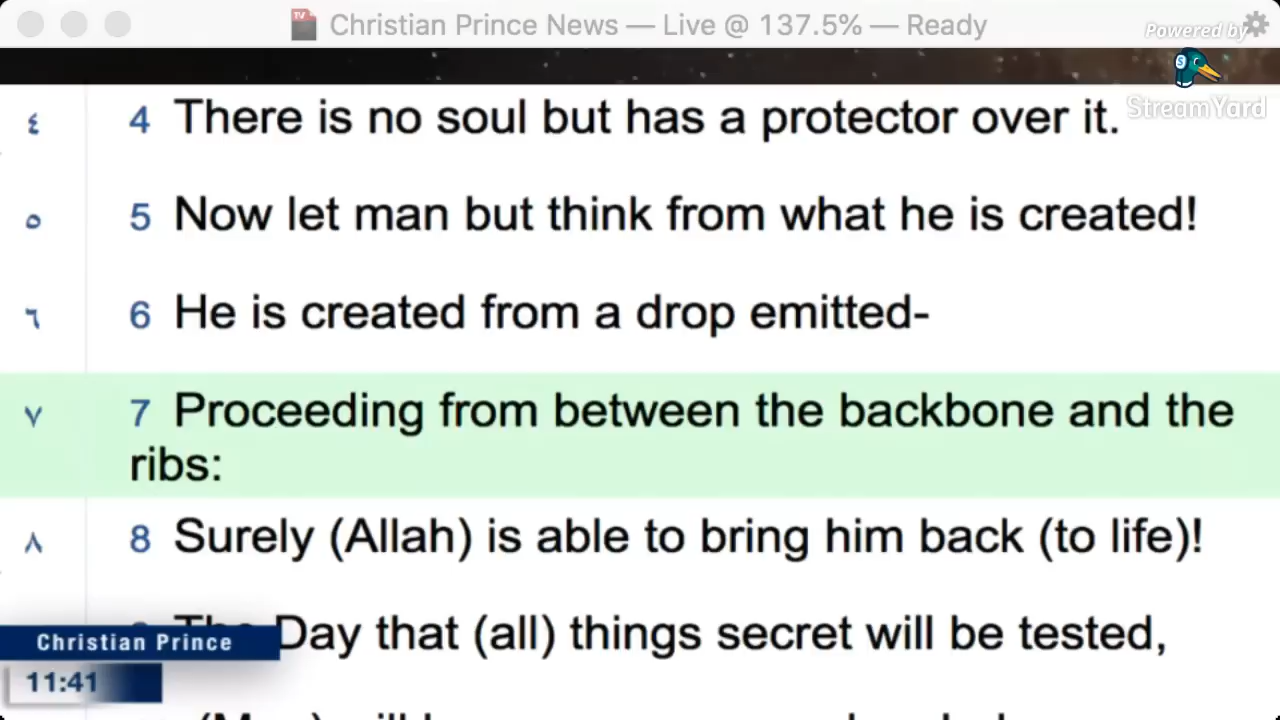 Christian Prince News — Live @ 137.5% — Ready
Powered by
StreamYard
٤ 4 There is no soul but has a protector over it.
٥ 5 Now let man but think from what he is created!
٦ 6 He is created from a drop emitted-
٧ 7 Proceeding from between the backbone and the
ribs:
٨ 8 Surely (Allah) is able to bring him back (to life)!
The Day that (all) things secret will be tested,
Christian Prince
11:41